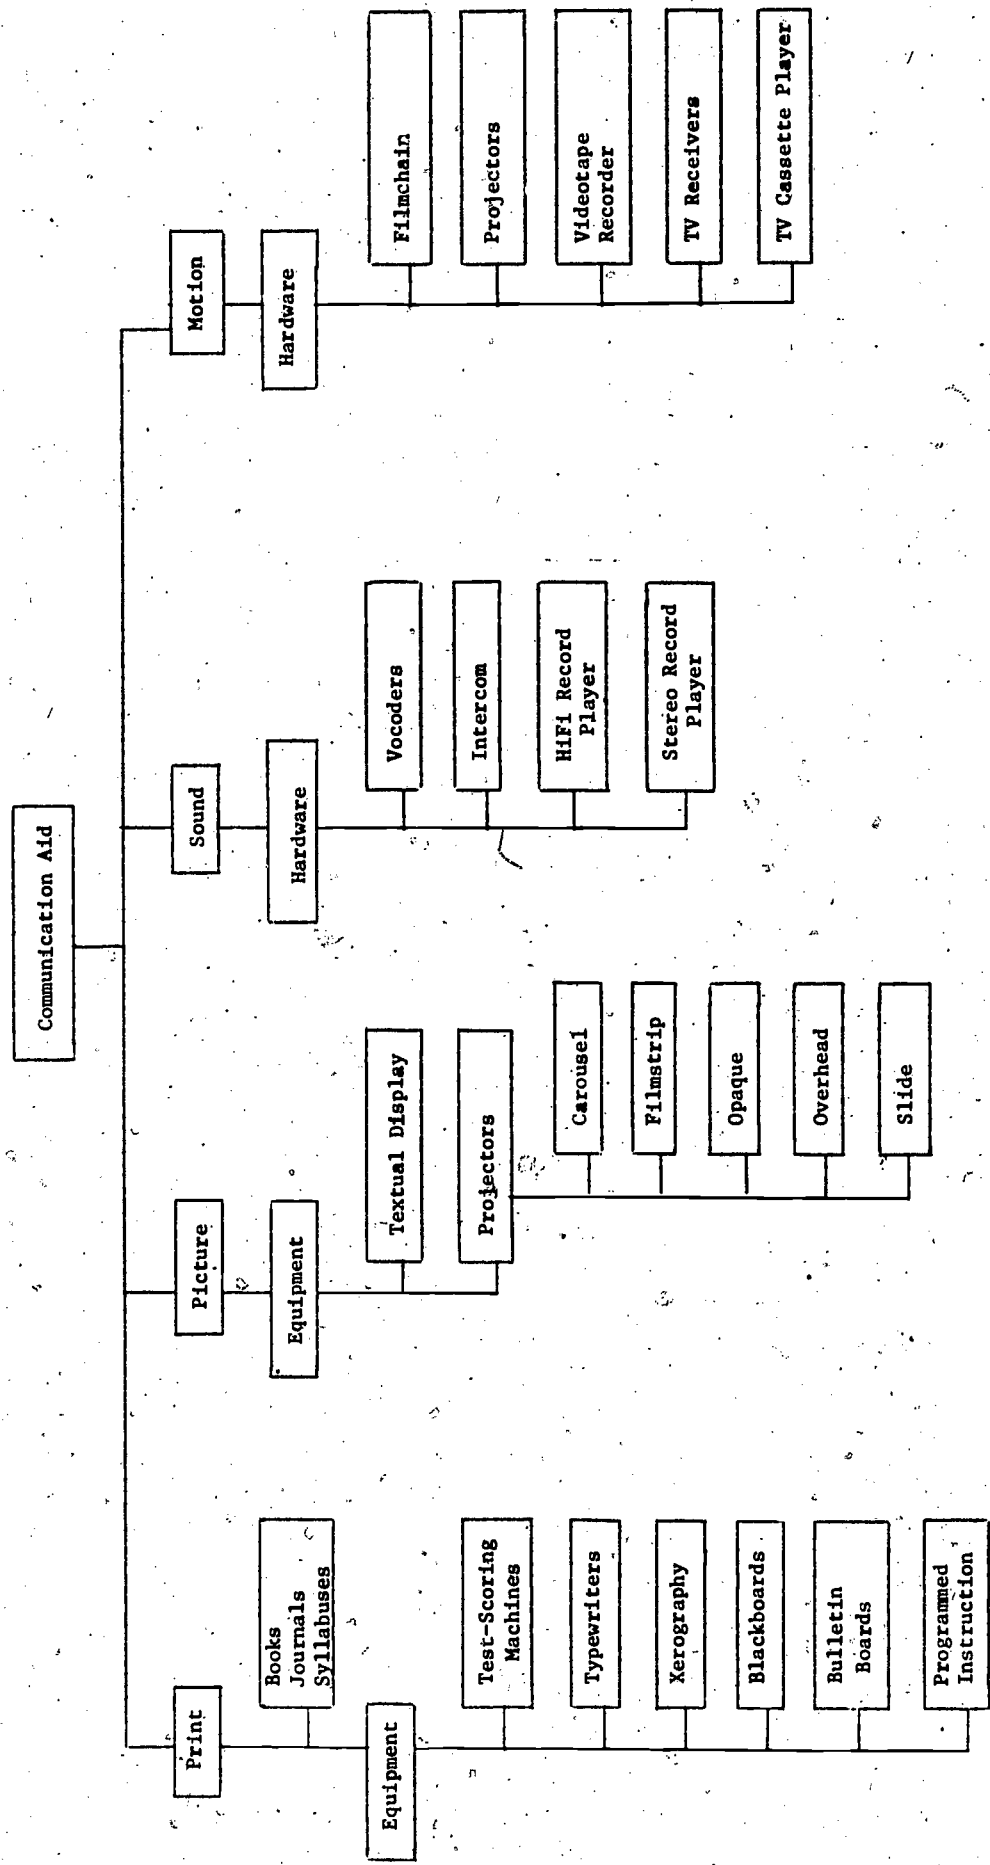 Communication Aid
Print
Books
Journals
Syllabuses
Equipment
Test-Scoring
Machines
Typewriters
Xerography
Blackboards
Bulletin
Boards
Programmed
Instruction
Picture
Equipment
Textual Display
Projectors
Carousel
Filmstrip
Opaque
Overhead
Slide
Sound
Hardware
Vocoders
Intercom
HiFi Record
Player
Stereo Record
Player
Motion
Hardware
Filmchain
Projectors
Videotape
Recorder
TV Receivers
TV Cassette Player